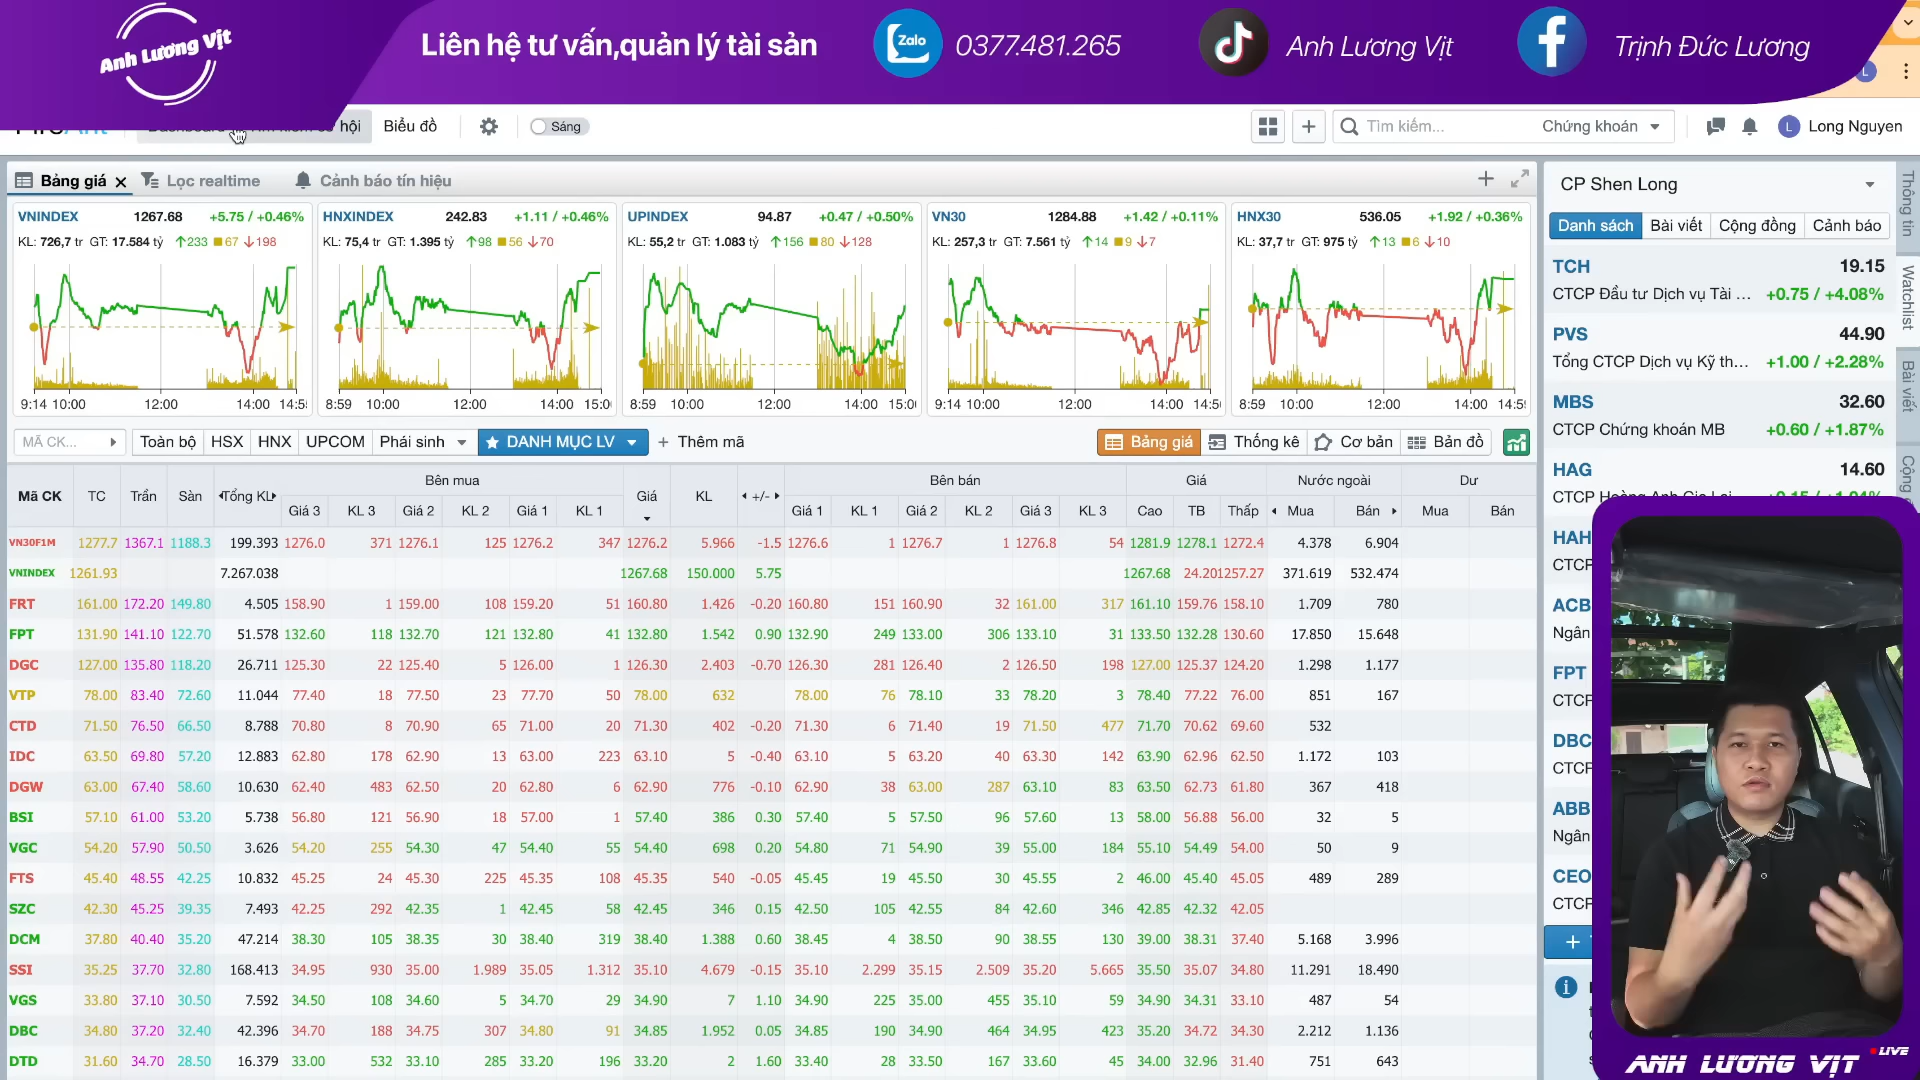 Anh Lương Vịt
Liên hệ tư vấn,quản lý tài sản
Zalo
0377.481.265
Anh Lương Vịt
Trịnh Đức Lương
L
Biểu đồ
Sáng
Tìm kiếm...
Chứng khoán
L Long Nguyen
Bảng giá
Lọc realtime
Cảnh báo tín hiệu
VNINDEX 1267.68 +5.75 / +0.46%
KL: 726,7 tr GT: 17.584 tỷ 233 67 198
9:14 10:00 12:00 14:00
HNXINDEX 242.83 +1.11 / +0.46%
KL: 75,4 tr GT: 1.395 tỷ 98 56 70
8:59 10:00 12:00 14:00
UPINDEX 94.87 +0.47 / +0.50%
KL: 55,2 tr GT: 1.083 tỷ 156 80 128
8:59 10:00 12:00 14:00
VN30 1284.88 +1.42 / +0.11%
KL: 257,3 tr GT: 7.561 tỷ 14 9 7
9:14 10:00 12:00 14:00
HNX30 536.05 +1.92 / +0.36%
KL: 37,7 tr GT: 975 tỷ 13 6 10
8:59 10:00 12:00 14:00
MÃ CK... Toàn bộ HSX HNX UPCOM Phái sinh DANH MỤC LV + Thêm mã
Bảng giá Thống kê Cơ bản Bản đồ
Mã CK TC Trần Sàn Tổng KL Bên mua Giá KL +/- Bên bán Giá Nước ngoài Dư
Giá 3 KL 3 Giá 2 KL 2 Giá 1 KL 1 Giá 1 KL 1 Giá 2 KL 2 Giá 3 KL 3 Cao TB Thấp Mua Bán Mua Bán
VN30F1M 1277.7 1367.1 1188.3 199.393 1276.0 371 1276.1 125 1276.2 347 1276.2 5.966 -1.5 1276.6 1 1276.7 1 1276.8 54 1281.9 1278.1 1272.4 4.378 6.904
VNINDEX 1261.93 7.267.038 1267.68 150.000 5.75 1267.68 24.20 1257.27 371.619 532.474
FRT 161.00 172.20 149.80 4.505 158.90 1 159.00 108 159.20 51 160.80 1.426 -0.20 160.80 151 160.90 32 161.00 317 161.10 159.76 158.10 1.709 780
FPT 131.90 141.10 122.70 51.578 132.60 118 132.70 121 132.80 41 132.80 1.542 0.90 132.90 249 133.00 306 133.10 31 133.50 132.28 130.60 17.850 15.648
DGC 127.00 135.80 118.20 26.711 125.30 22 125.40 5 126.00 1 126.30 2.403 -0.70 126.30 281 126.40 2 126.50 198 127.00 125.37 124.20 1.298 1.177
VTP 78.00 83.40 72.60 11.044 77.40 18 77.50 23 77.70 50 78.00 632 78.00 76 78.10 33 78.20 3 78.40 77.22 76.00 851 167
CTD 71.50 76.50 66.50 8.788 70.80 8 70.90 65 71.00 20 71.30 402 -0.20 71.30 6 71.40 19 71.50 477 71.70 70.62 69.60 532
IDC 63.50 69.80 57.20 12.883 62.80 178 62.90 13 63.00 223 63.10 5 -0.40 63.10 5 63.20 40 63.30 142 63.90 62.96 62.50 1.172 103
DGW 63.00 67.40 58.60 10.630 62.40 483 62.50 20 62.80 6 62.90 776 -0.10 62.90 38 63.00 287 63.10 83 63.50 62.73 61.80 367 418
BSI 57.10 61.00 53.20 5.738 56.80 121 56.90 18 57.00 1 57.40 386 0.30 57.40 5 57.50 96 57.60 13 58.00 56.88 56.00 32 5
VGC 54.20 57.90 50.50 3.626 54.20 255 54.30 47 54.40 55 54.40 698 0.20 54.80 71 54.90 39 55.00 184 55.10 54.49 54.00 50 9
FTS 45.40 48.55 42.25 10.832 45.25 24 45.30 225 45.35 108 45.35 540 -0.05 45.45 19 45.50 30 45.55 2 46.00 45.40 45.05 489 289
SZC 42.30 45.25 39.35 7.493 42.25 292 42.35 1 42.45 58 42.45 346 0.15 42.50 105 42.55 84 42.60 346 42.85 42.32 42.05
DCM 37.80 40.40 35.20 47.214 38.30 105 38.35 30 38.40 319 38.40 1.388 0.60 38.45 4 38.50 90 38.55 130 39.00 38.31 37.40 5.168 3.996
SSI 35.25 37.70 32.80 168.413 34.95 930 35.00 1.989 35.05 1.312 35.10 4.679 -0.15 35.10 2.299 35.15 2.509 35.20 5.665 35.50 35.07 34.80 11.291 18.490
VGS 33.80 37.10 30.50 7.592 34.50 108 34.60 5 34.70 29 34.90 7 1.10 34.90 225 35.00 455 35.10 59 34.90 34.31 33.10 487 54
DBC 34.80 37.20 32.40 42.396 34.70 188 34.75 307 34.80 91 34.85 1.952 0.05 34.85 190 34.90 464 34.95 423 35.20 34.72 34.30 2.212 1.136
DTD 31.60 34.70 28.50 16.379 33.00 532 33.10 285 33.20 196 33.20 2 1.60 33.40 28 33.50 167 33.60 45 34.00 32.96 31.40 751 643
CP Shen Long
Danh sách Bài viết Cộng đồng Cảnh báo
TCH 19.15
CTCP Đầu tư Dịch vụ Tài ... +0.75 / +4.08%
PVS 44.90
Tổng CTCP Dịch vụ Kỹ th... +1.00 / +2.28%
MBS 32.60
CTCP Chứng khoán MB +0.60 / +1.87%
HAG 14.60
HAH
CTCP
ACB
Ngân
FPT
CTCP
DBC
CTCP
ABB
Ngân
CEO
CTCP
+
Thông tin
Watchlist
Bài viết
ANH LƯƠNG VỊT LIVE